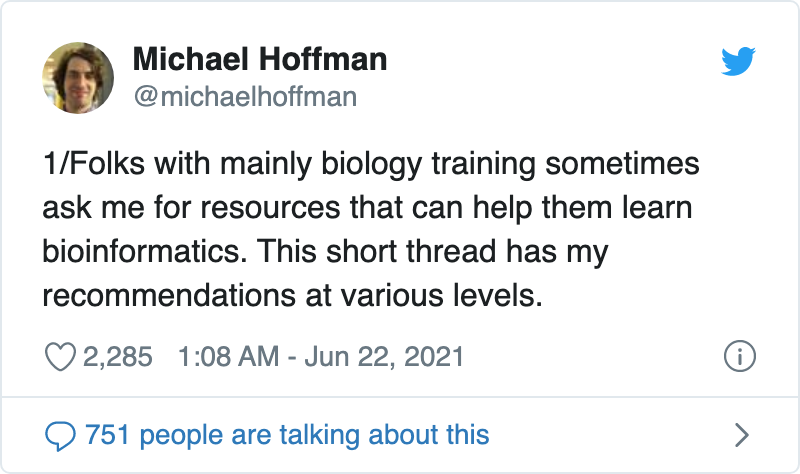 Michael Hoffman
@michaelhoffman
1/Folks with mainly biology training sometimes
ask me for resources that can help them learn
bioinformatics. This short thread has my
recommendations at various levels.
2,285 1:08 AM - Jun 22, 2021
751 people are talking about this